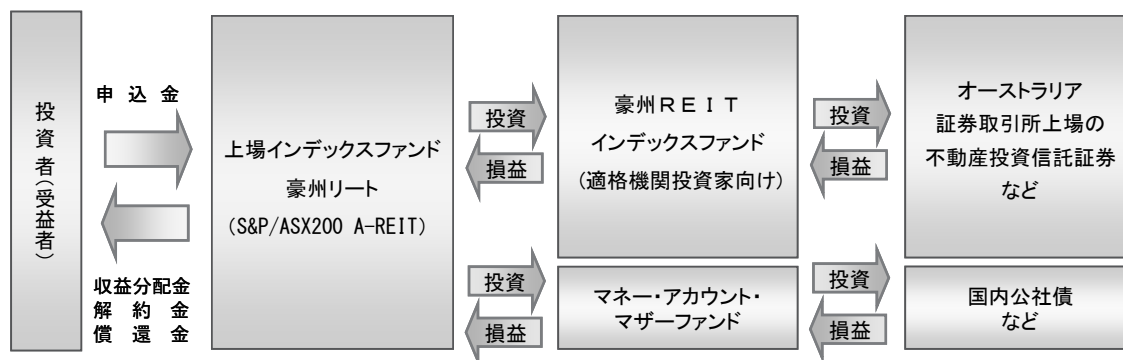 投資者(受益者)
申込金
収益分配金
解約金
償還金
上場インデックスファンド
豪州リート
(S&P/ASX200 A-REIT)
投資
損益
豪州REIT
インデックスファンド
(適格機関投資家向け)
投資
損益
オーストラリア
証券取引所上場の
不動産投資信託証券
など
投資
損益
マネー・アカウント・
マザーファンド
投資
損益
国内公社債
など